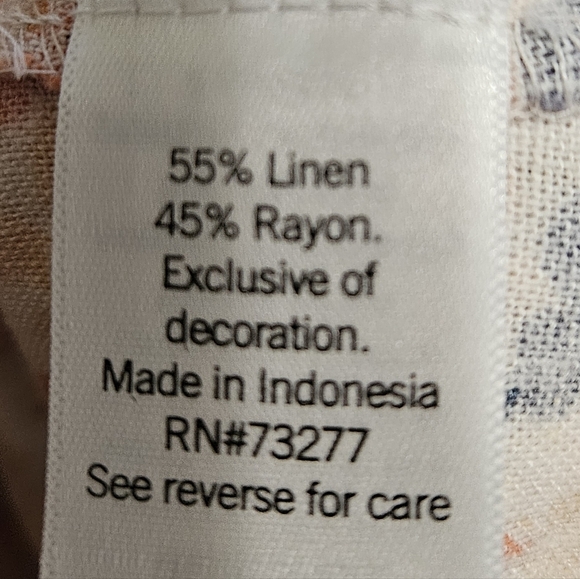 55% Linen
45% Rayon.
Exclusive of
decoration.
Made in Indonesia
RN#73277
See reverse for care